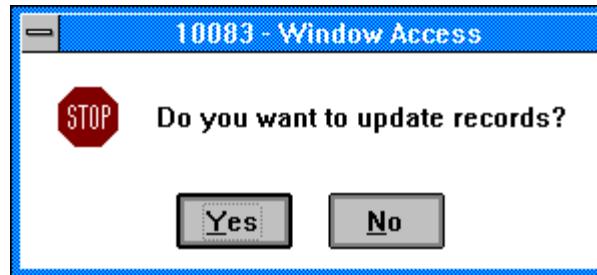 10083 - Window Access
STOP
Do you want to update records?
Yes
No